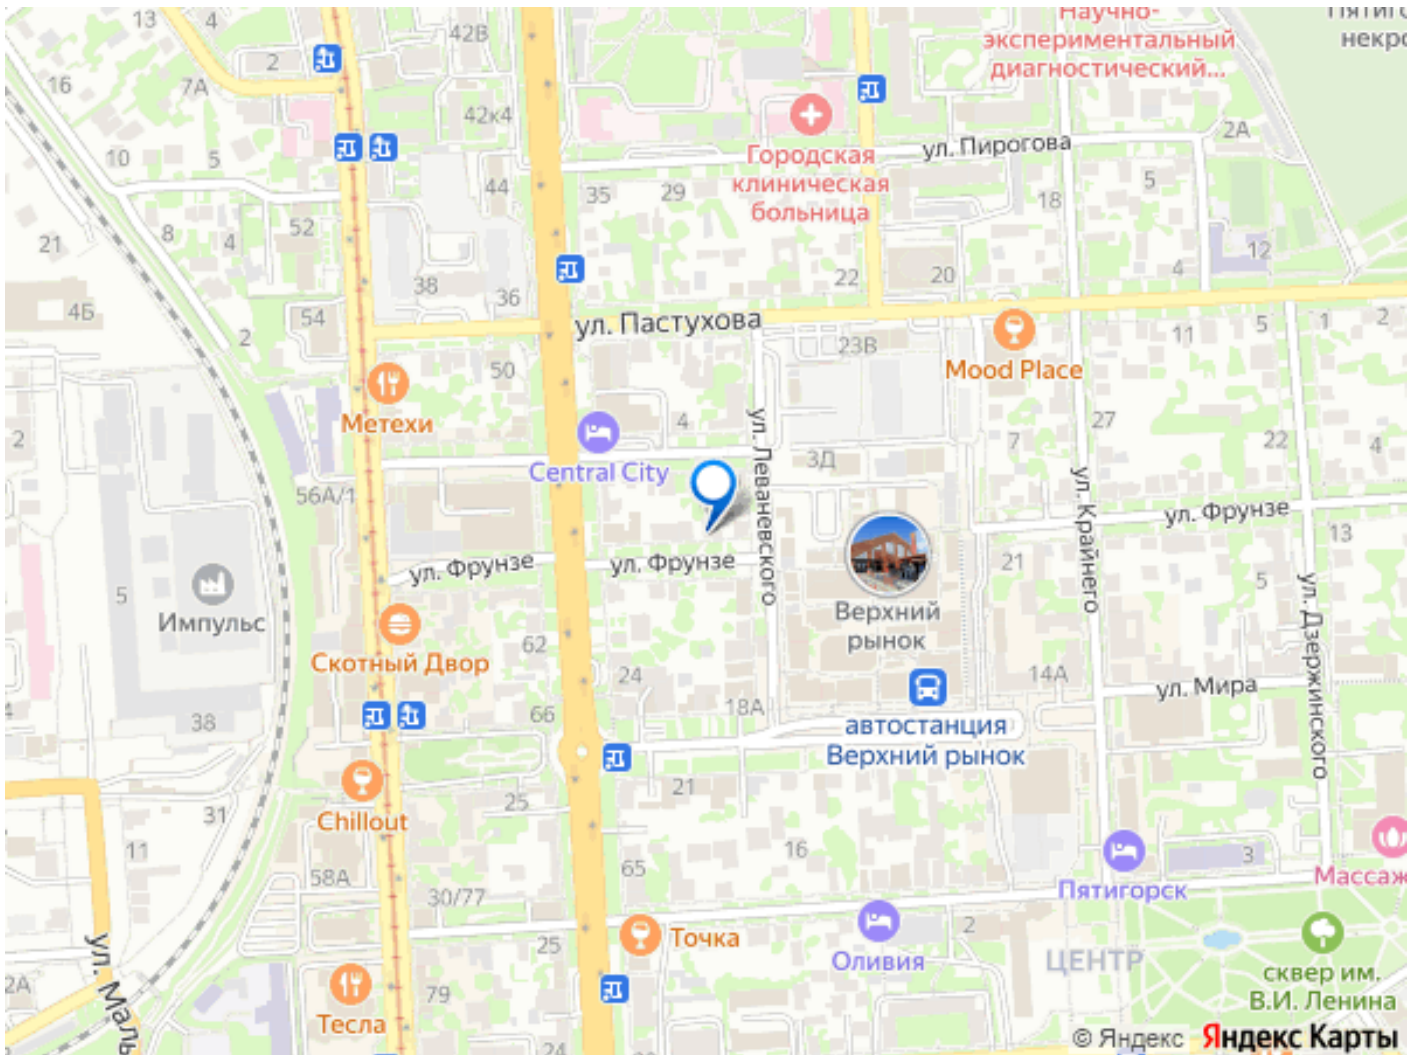 4
13
42В
Научно-
экспериментальный
диагностический...
некро
2
16
7А
42к4
2А
Городская
клиническая
больница
ул. Пирогова
10
5
44
35
29
5
18
52
8
4
21
12
4
38
36
22
20
4Б
54
2
ул. Пастухова
23В
11
5
1
2
Mood Place
50
Метехи
4
ул. Леваневского
27
7
22
4
2
Central City
3Д
56А/1
ул. Крайнего
ул. Фрунзе
13
ул. Фрунзе
ул. Фрунзе
21
5
5
Импульс
Верхний
рынок
ул. Дзержинского
62
Скотный Двор
24
14А
ул. Мира
4
38
66
18А
автостанция
Верхний рынок
21
25
31
Chillout
11
16
3
65
58А
30/77
Пятигорск
Массаж
ул. Маль
25
Точка
2
Оливия
ЦЕНТР
сквер им.
В.И. Ленина
2А
79
Тесла
24
© Яндекс Яндекс Карты